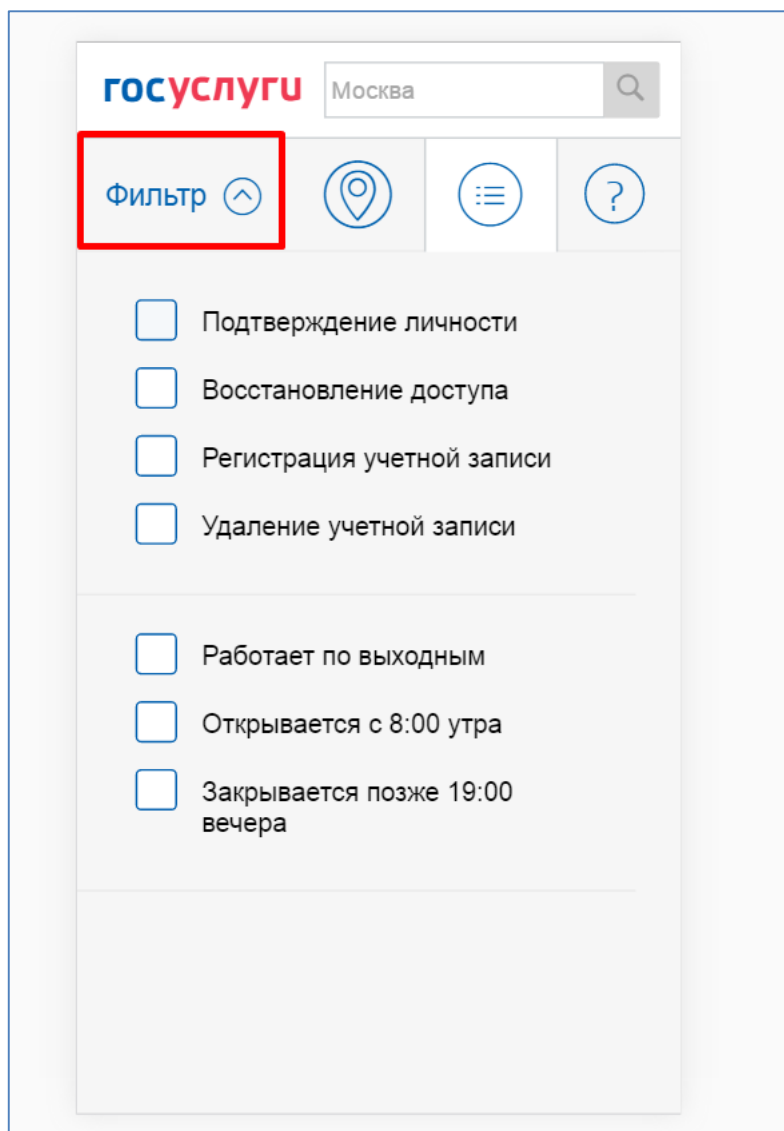 госуслуги
Москва
Фильтр
?
Подтверждение личности
Восстановление доступа
Регистрация учетной записи
Удаление учетной записи
Работает по выходным
Открывается с 8:00 утра
Закрывается позже 19:00
вечера